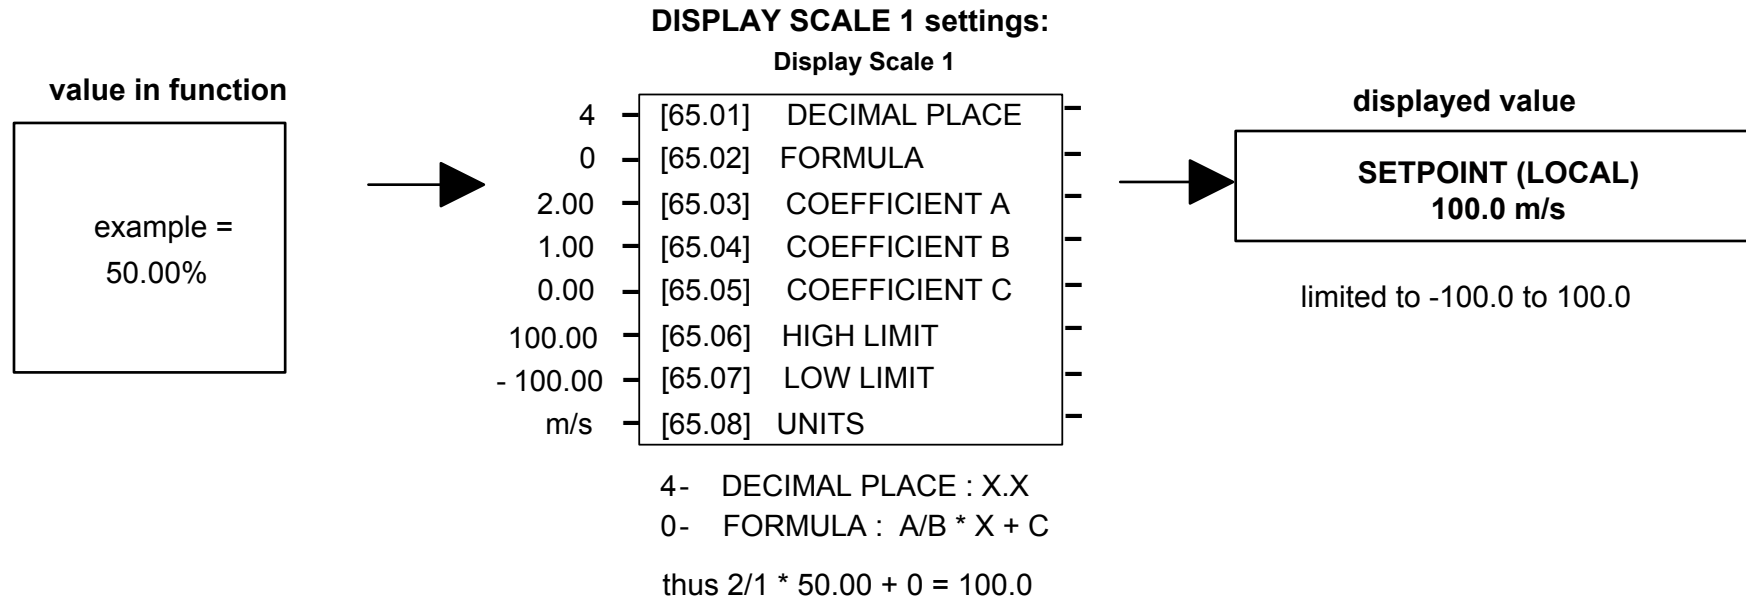 DISPLAY SCALE 1 settings:
Display Scale 1
value in function
example =
50.00%
4 [65.01] DECIMAL PLACE
0 [65.02] FORMULA
2.00 [65.03] COEFFICIENT A
1.00 [65.04] COEFFICIENT B
0.00 [65.05] COEFFICIENT C
100.00 [65.06] HIGH LIMIT
- 100.00 [65.07] LOW LIMIT
m/s [65.08] UNITS
4- DECIMAL PLACE : X.X
0- FORMULA : A/B * X + C
thus 2/1 * 50.00 + 0 = 100.0
displayed value
SETPOINT (LOCAL)
100.0 m/s
limited to -100.0 to 100.0